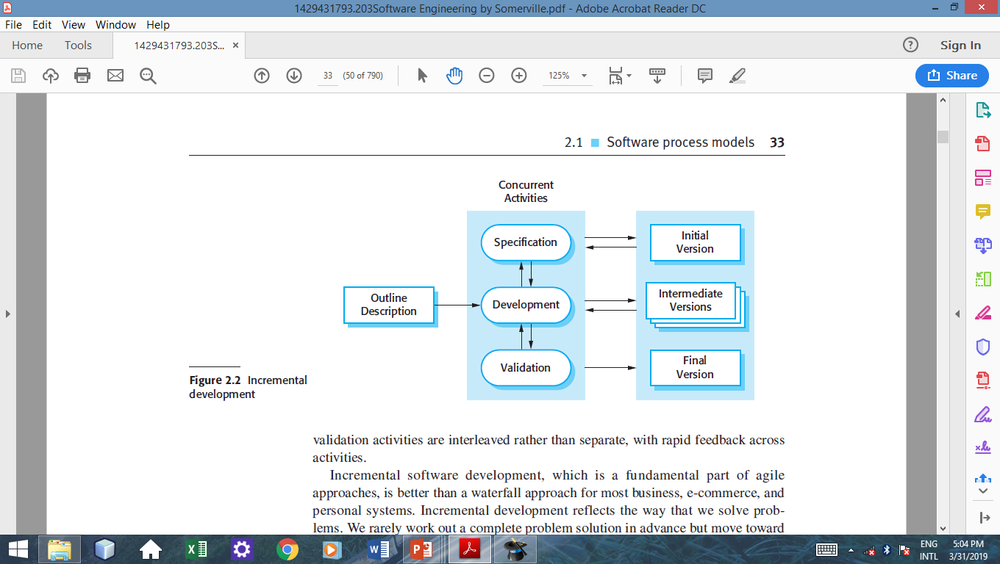 1429431793.203Software Engineering by Somerville.pdf - Adobe Acrobat Reader DC
File Edit View Window Help
Home Tools 1429431793.203S... × ? Sign In
33 (50 of 790) 125% Share
2.1 ■ Software process models 33
Concurrent
Activities
Specification
Initial
Version
Outline
Description
Development
Intermediate
Versions
Validation
Final
Version
Figure 2.2 Incremental
development
validation activities are interleaved rather than separate, with rapid feedback across
activities.
Incremental software development, which is a fundamental part of agile
approaches, is better than a waterfall approach for most business, e-commerce, and
personal systems. Incremental development reflects the way that we solve prob-
lems. We rarely work out a complete problem solution in advance but move toward
ENG 5:04 PM
INTL 3/31/2019